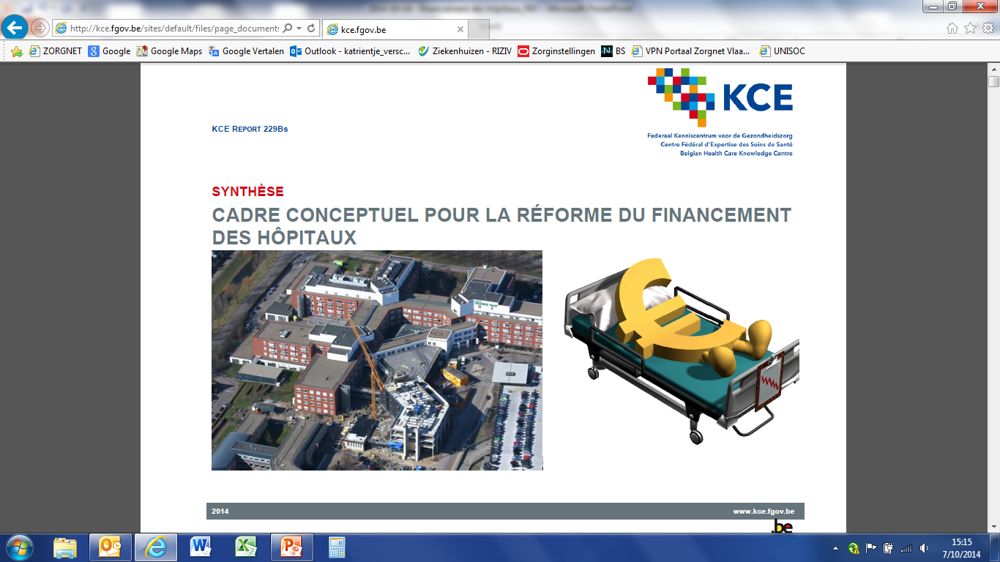 http://kce.fgov.be/sites/default/files/page_document:
kce.fgov.be
ZORGNET
Google
Google Maps
Google Vertalen
Outlook - katrientje_versc...
Ziekenhuizen - RIZIV
Zorginstellingen
BS
VPN Portaal Zorgnet Vlaa...
UNISOC
KCE
Federaal Kenniscentrum voor de Gezondheidszorg
Centre Fédéral d'Expertise des Soins de Santé
Belgian Health Care Knowledge Centre
KCE REPORT 229Bs
SYNTHÈSE
CADRE CONCEPTUEL POUR LA RÉFORME DU FINANCEMENT
DES HÔPITAUX
2014
www.kce.fgov.be
.be
15:15
7/10/2014